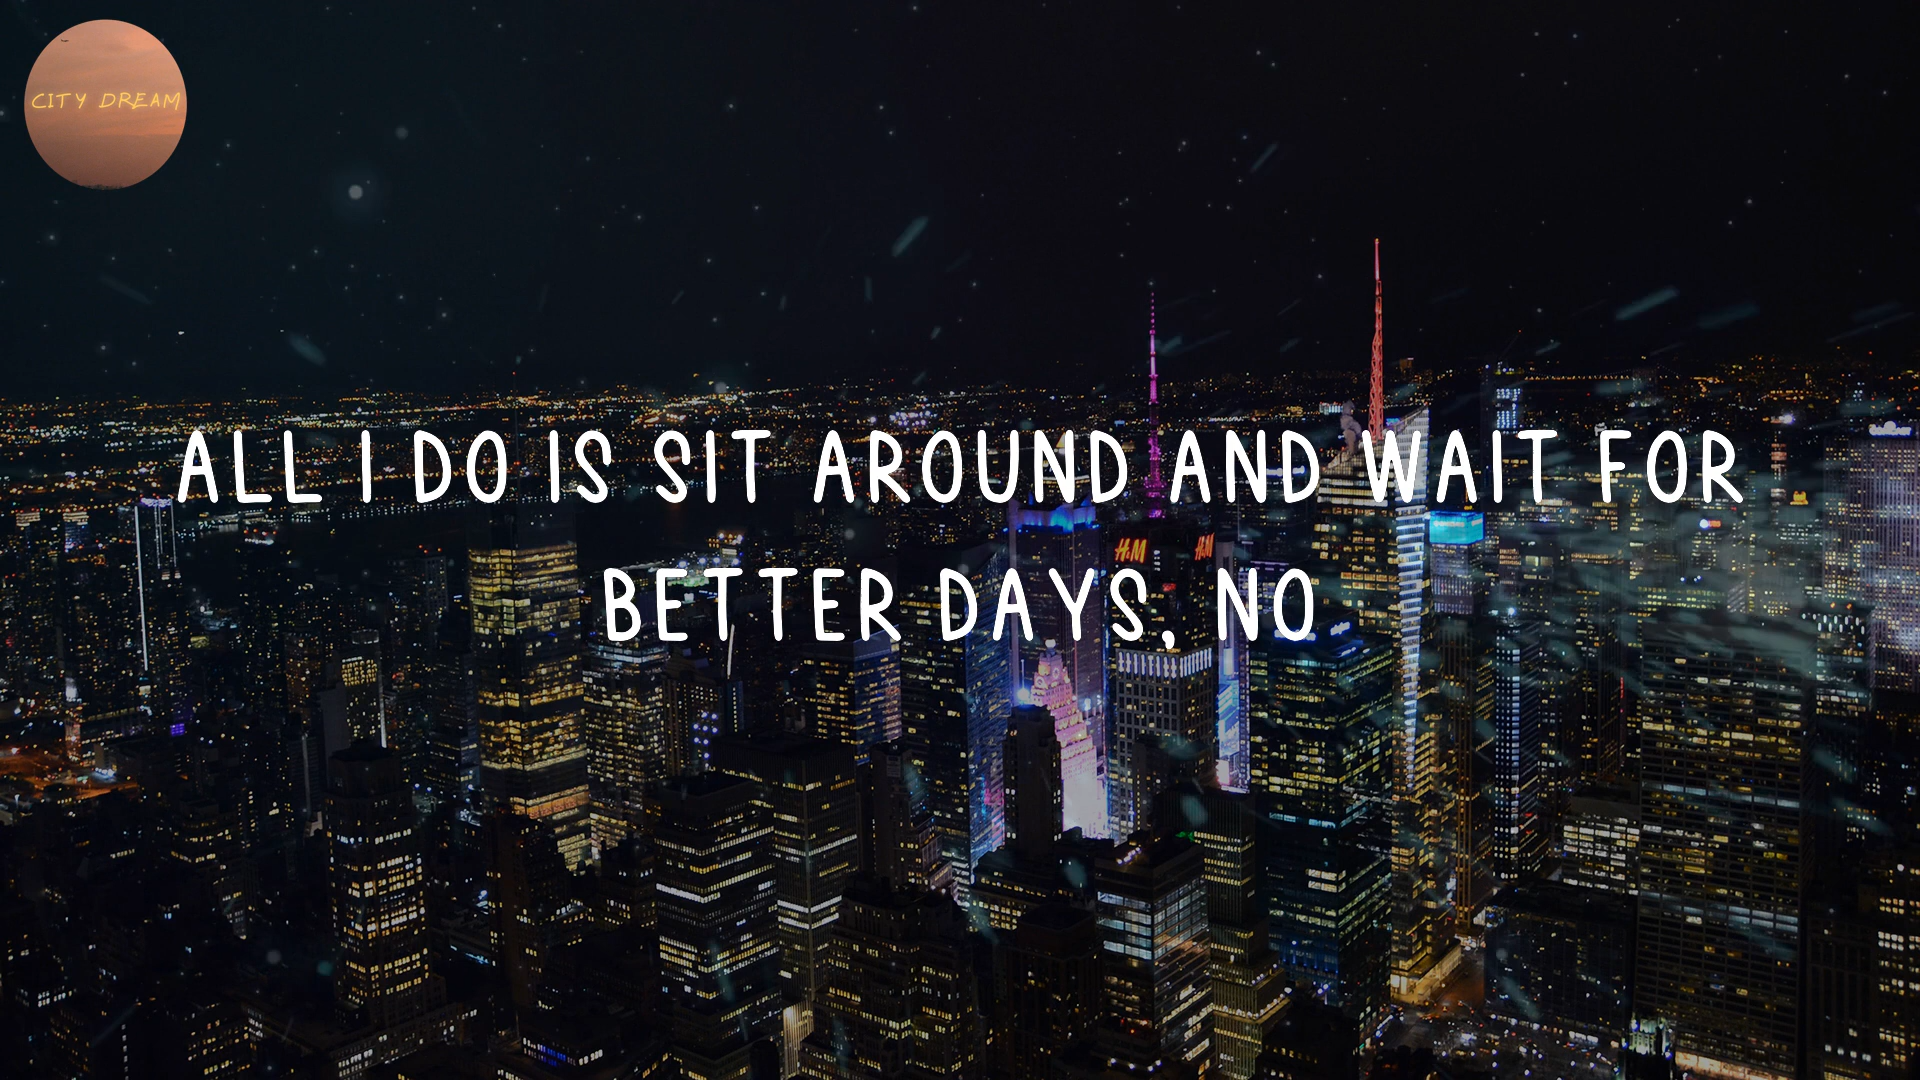 CITY DREAM
ALL I DO IS SIT AROUND AND WAIT FOR
BETTER DAYS, NO
H&M
H&M